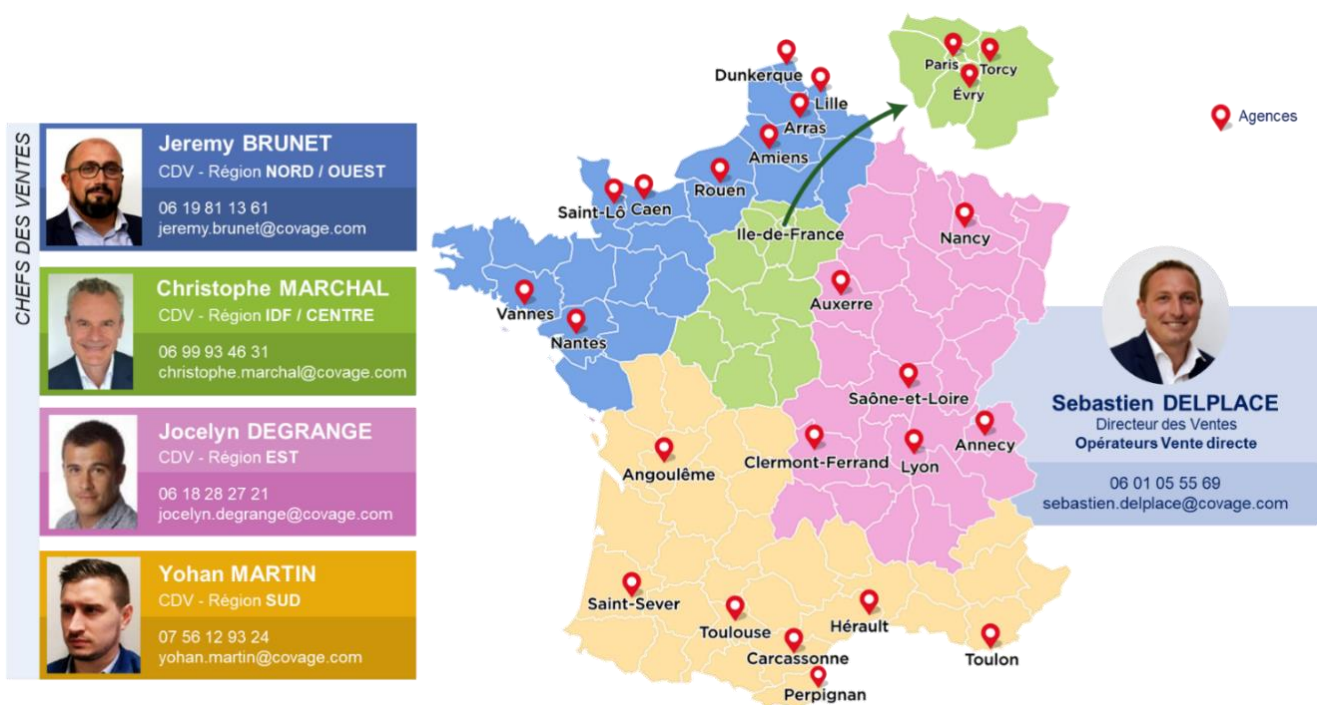 CHEFS DES VENTES
Jeremy BRUNET
CDV - Région NORD / OUEST
06 19 81 13 61
jeremy.brunet@covage.com
Christophe MARCHAL
CDV - Région IDF / CENTRE
06 99 93 46 31
christophe.marchal@covage.com
Jocelyn DEGRANGE
CDV - Région EST
06 18 28 27 21
jocelyn.degrange@covage.com
Yohan MARTIN
CDV - Région SUD
07 56 12 93 24
yohan.martin@covage.com
Paris
Torcy
Évry
Dunkerque
Lille
Arras
Amiens
Rouen
Saint-Lô
Caen
Ile-de-France
Nancy
Vannes
Nantes
Auxerre
Saône-et-Loire
Angoulême
Clermont-Ferrand
Lyon
Annecy
Saint-Sever
Toulouse
Hérault
Carcassonne
Toulon
Perpignan
Agences
Sebastien DELPLACE
Directeur des Ventes
Opérateurs Vente directe
06 01 05 55 69
sebastien.delplace@covage.com